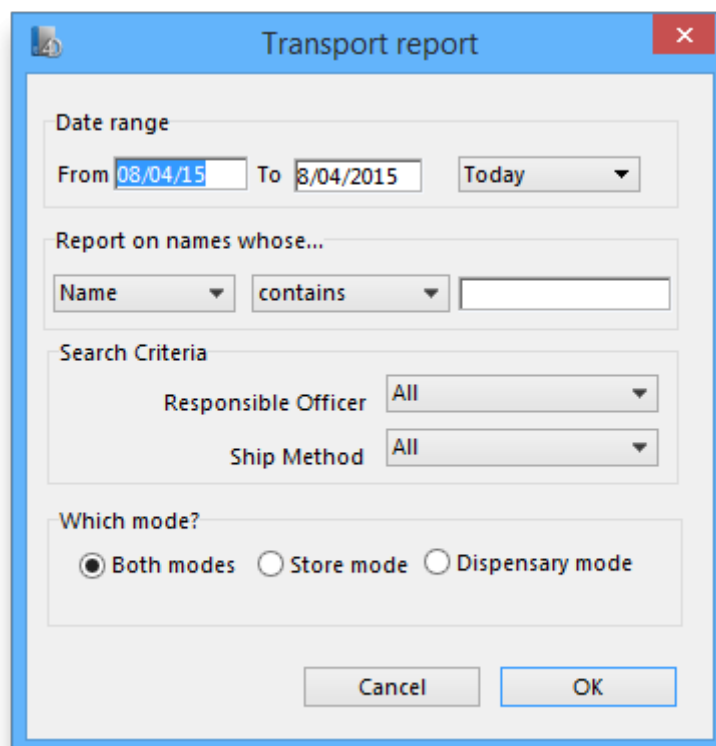 Transport report
Date range
From 08/04/15 To 8/04/2015 Today
Report on names whose...
Name contains
Search Criteria
Responsible Officer All
Ship Method All
Which mode?
Both modes Store mode Dispensary mode
Cancel OK